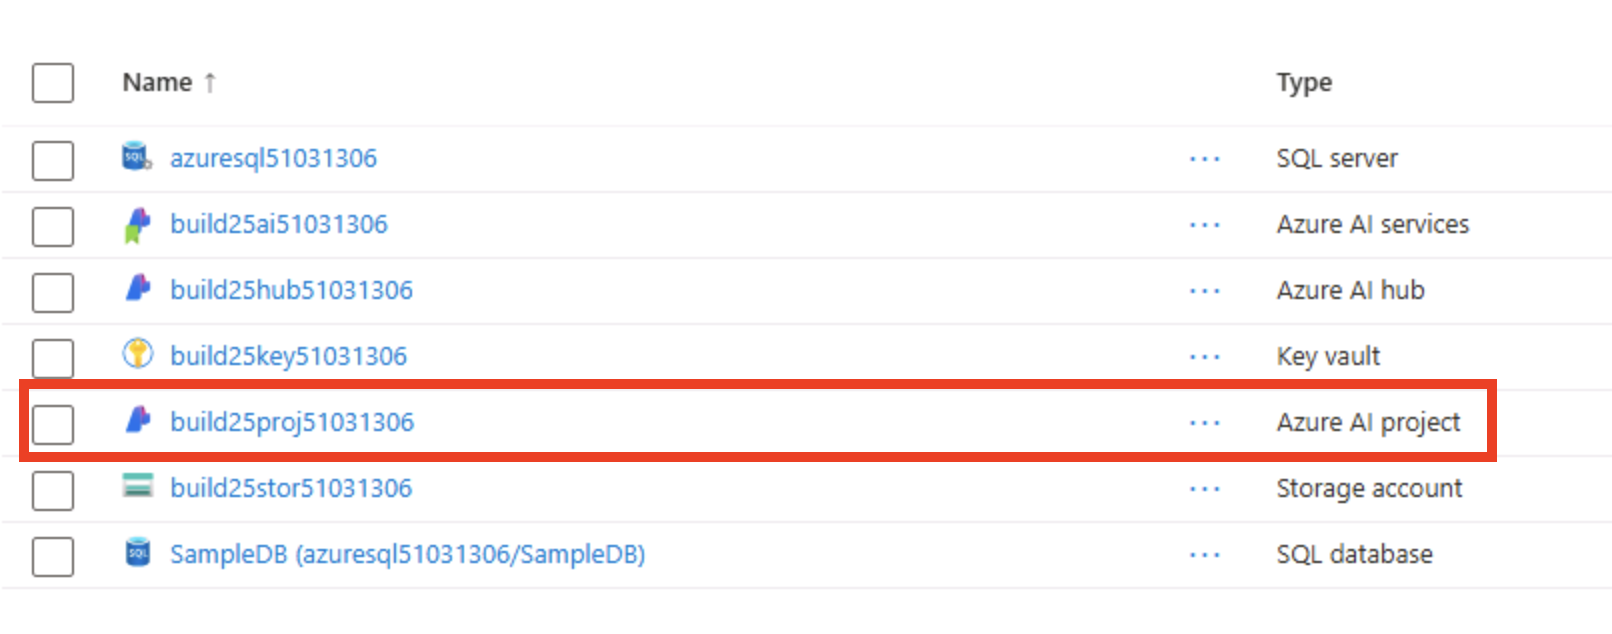 Name ↑ Type
azuresql51031306 ... SQL server
build25ai51031306 ... Azure AI services
build25hub51031306 ... Azure AI hub
build25key51031306 ... Key vault
build25proj51031306 ... Azure AI project
build25stor51031306 ... Storage account
SampleDB (azuresql51031306/SampleDB) ... SQL database